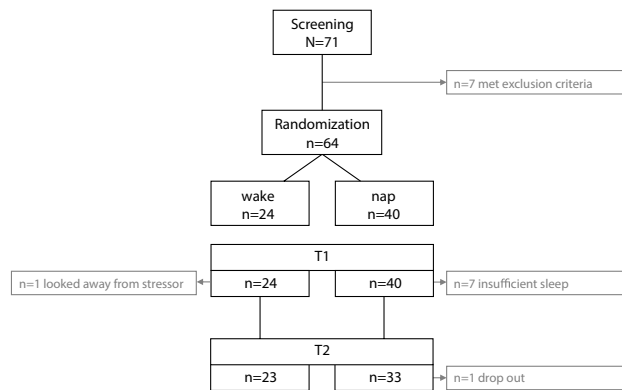 Screening
N=71
n=7 met exclusion criteria
Randomization
n=64
wake
n=24
nap
n=40
T1
n=1 looked away from stressor
n=24
n=40
n=7 insufficient sleep
T2
n=23
n=33
n=1 drop out